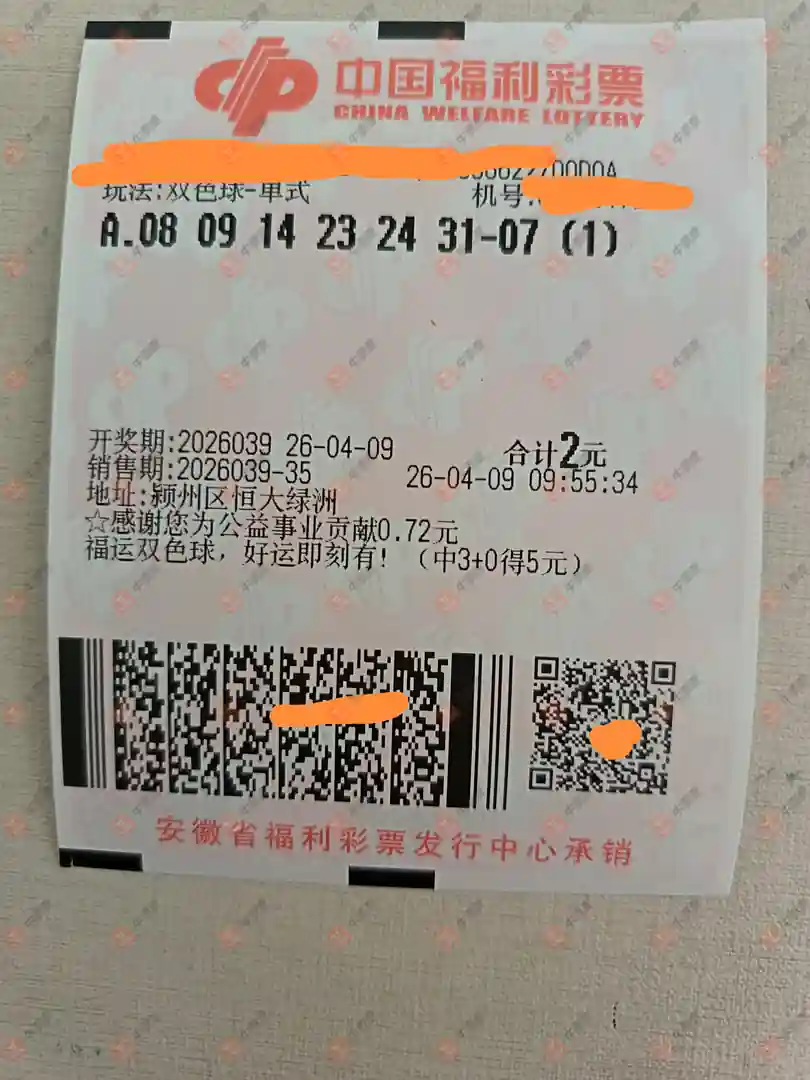 中国福利彩票
CHINA WELFARE LOTTERY
玩法:双色球-单式 机号:
A.08 09 14 23 24 31-07 (1)
开奖期:2026039 26-04-09 合计2元
销售期:2026039-35 26-04-09 09:55:34
地址:颍州区恒大绿洲
☆感谢您为公益事业贡献0.72元
福运双色球，好运即刻有!（中3+0得5元）
安徽省福利彩票发行中心承销